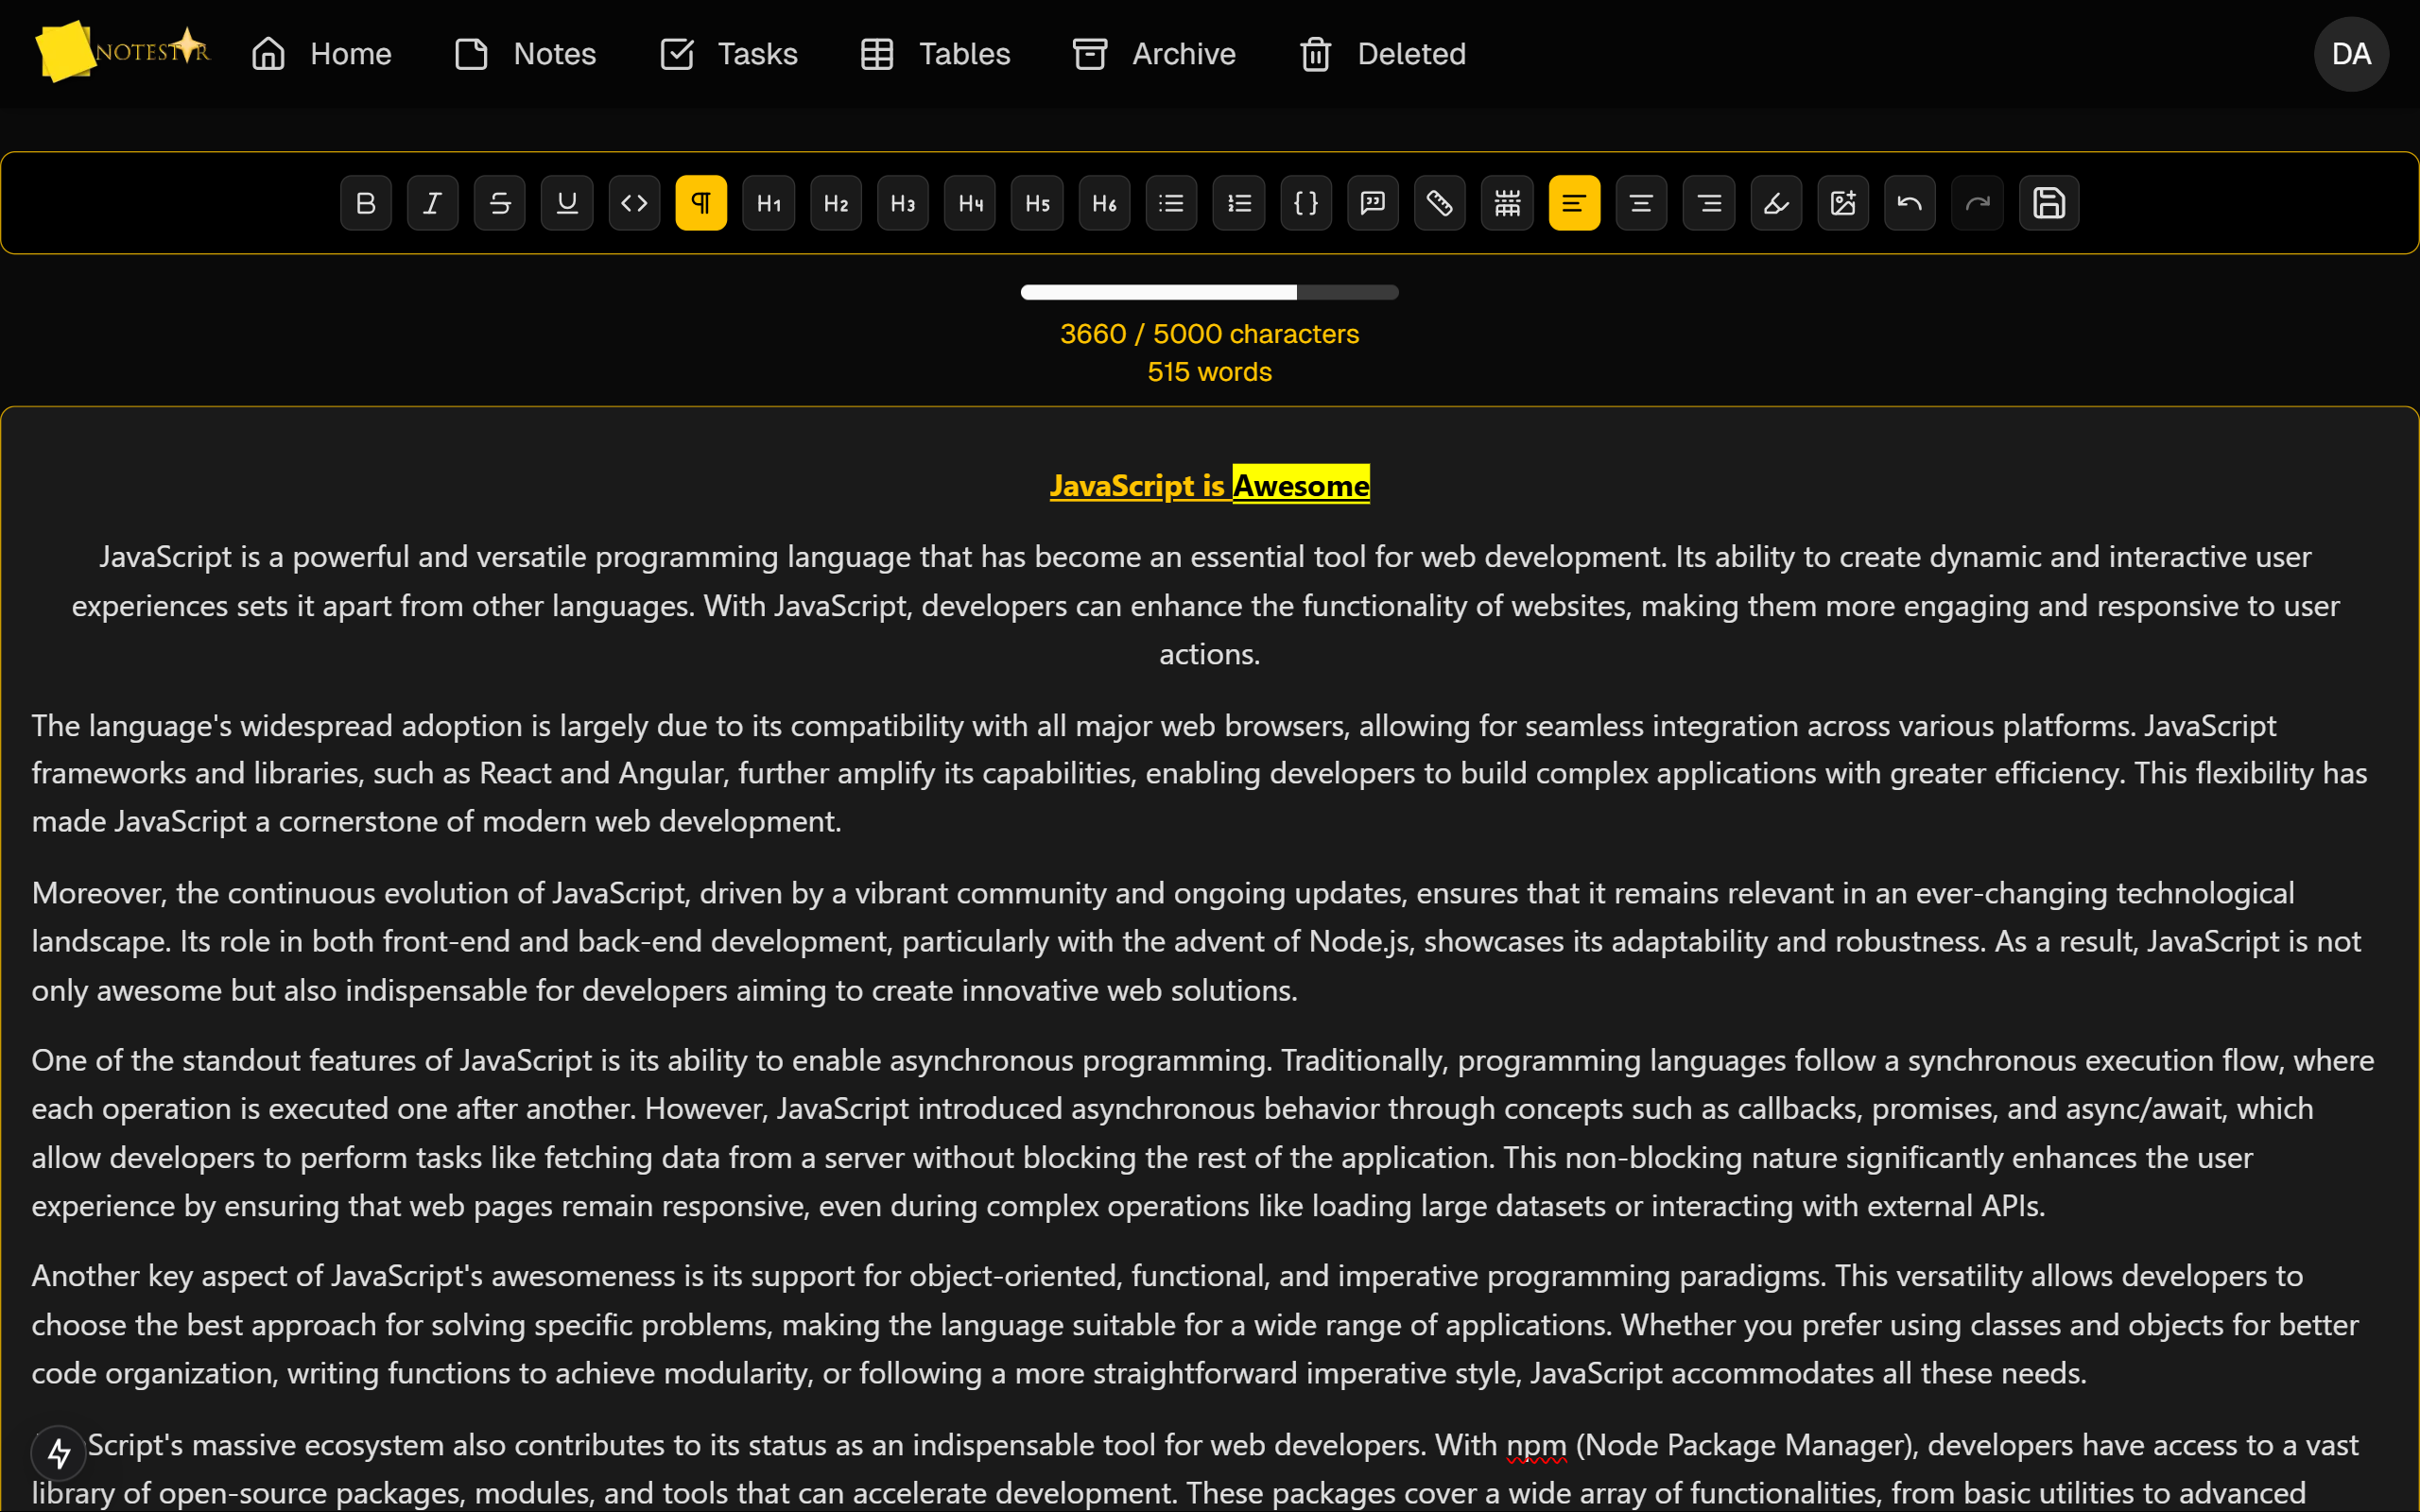 NOTESTAR
Home
Notes
Tasks
Tables
Archive
Deleted
DA
B
I
S
U
H1
H2
H3
H4
H5
H6
3660 / 5000 characters
515 words
JavaScript is Awesome
JavaScript is a powerful and versatile programming language that has become an essential tool for web development. Its ability to create dynamic and interactive user
experiences sets it apart from other languages. With JavaScript, developers can enhance the functionality of websites, making them more engaging and responsive to user
actions.
The language's widespread adoption is largely due to its compatibility with all major web browsers, allowing for seamless integration across various platforms. JavaScript
frameworks and libraries, such as React and Angular, further amplify its capabilities, enabling developers to build complex applications with greater efficiency. This flexibility has
made JavaScript a cornerstone of modern web development.
Moreover, the continuous evolution of JavaScript, driven by a vibrant community and ongoing updates, ensures that it remains relevant in an ever-changing technological
landscape. Its role in both front-end and back-end development, particularly with the advent of Node.js, showcases its adaptability and robustness. As a result, JavaScript is not
only awesome but also indispensable for developers aiming to create innovative web solutions.
One of the standout features of JavaScript is its ability to enable asynchronous programming. Traditionally, programming languages follow a synchronous execution flow, where
each operation is executed one after another. However, JavaScript introduced asynchronous behavior through concepts such as callbacks, promises, and async/await, which
allow developers to perform tasks like fetching data from a server without blocking the rest of the application. This non-blocking nature significantly enhances the user
experience by ensuring that web pages remain responsive, even during complex operations like loading large datasets or interacting with external APIs.
Another key aspect of JavaScript's awesomeness is its support for object-oriented, functional, and imperative programming paradigms. This versatility allows developers to
choose the best approach for solving specific problems, making the language suitable for a wide range of applications. Whether you prefer using classes and objects for better
code organization, writing functions to achieve modularity, or following a more straightforward imperative style, JavaScript accommodates all these needs.
Script's massive ecosystem also contributes to its status as an indispensable tool for web developers. With npm (Node Package Manager), developers have access to a vast
library of open-source packages, modules, and tools that can accelerate development. These packages cover a wide array of functionalities, from basic utilities to advanced